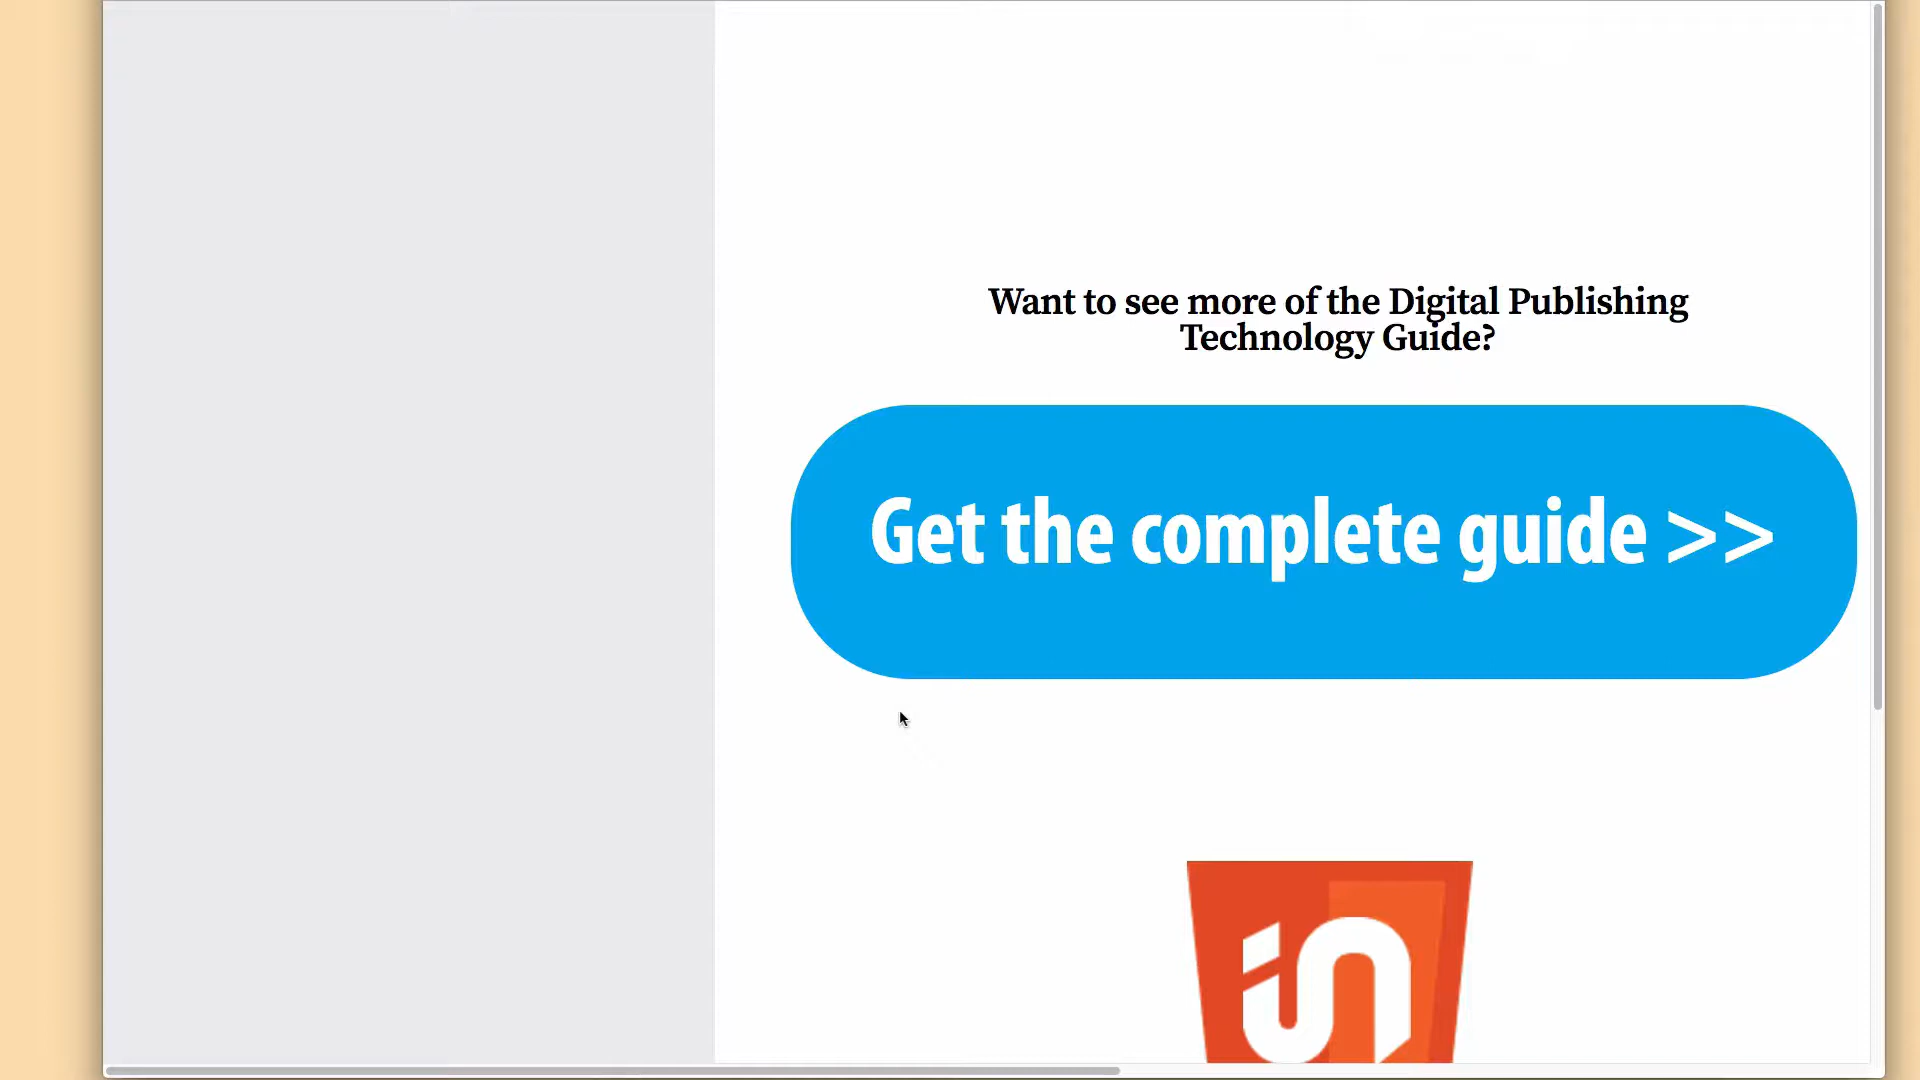 Want to see more of the Digital Publishing
Technology Guide?
Get the complete guide >>